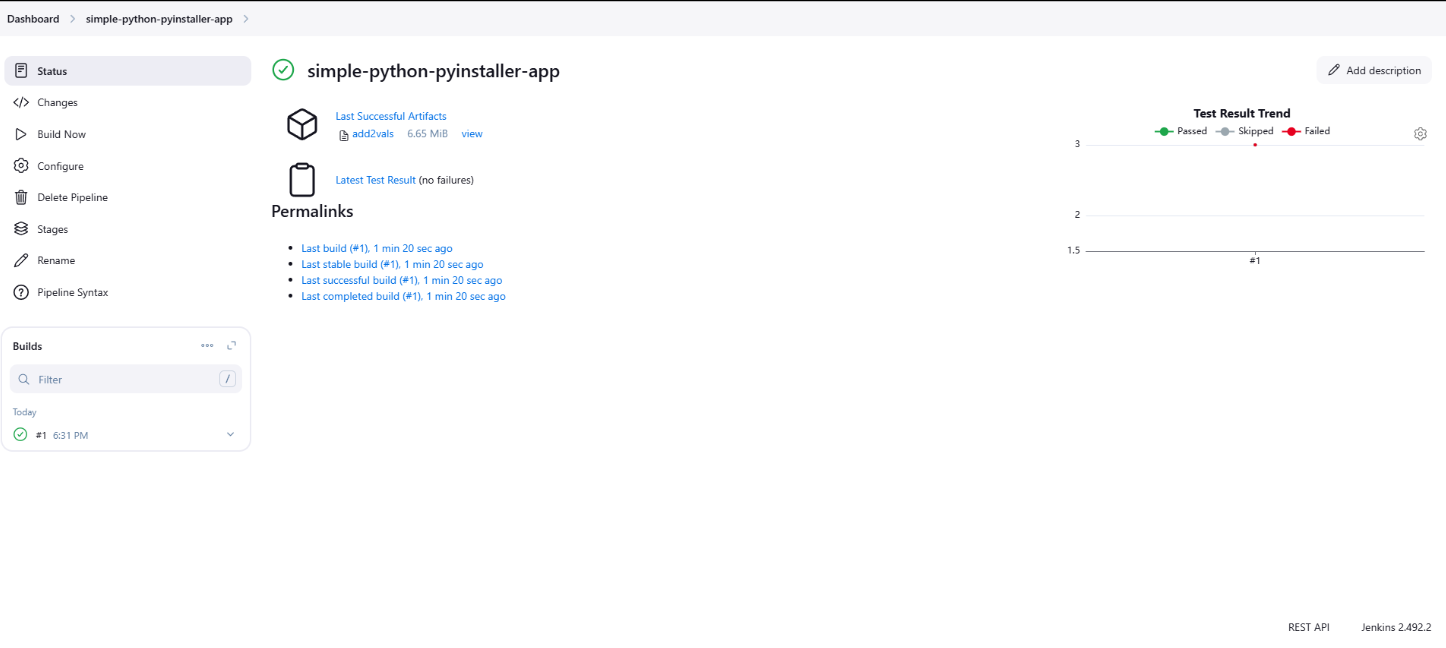 Dashboard > simple-python-pyinstaller-app >
Status
Changes
Build Now
Configure
Delete Pipeline
Stages
Rename
Pipeline Syntax
Builds
Filter /
Today
#1 6:31 PM
simple-python-pyinstaller-app
Add description
Last Successful Artifacts
add2vals 6.65 MiB view
Latest Test Result (no failures)
Permalinks
Last build (#1), 1 min 20 sec ago
Last stable build (#1), 1 min 20 sec ago
Last successful build (#1), 1 min 20 sec ago
Last completed build (#1), 1 min 20 sec ago
Test Result Trend
Passed Skipped Failed
3
2
1.5
#1
REST API Jenkins 2.492.2